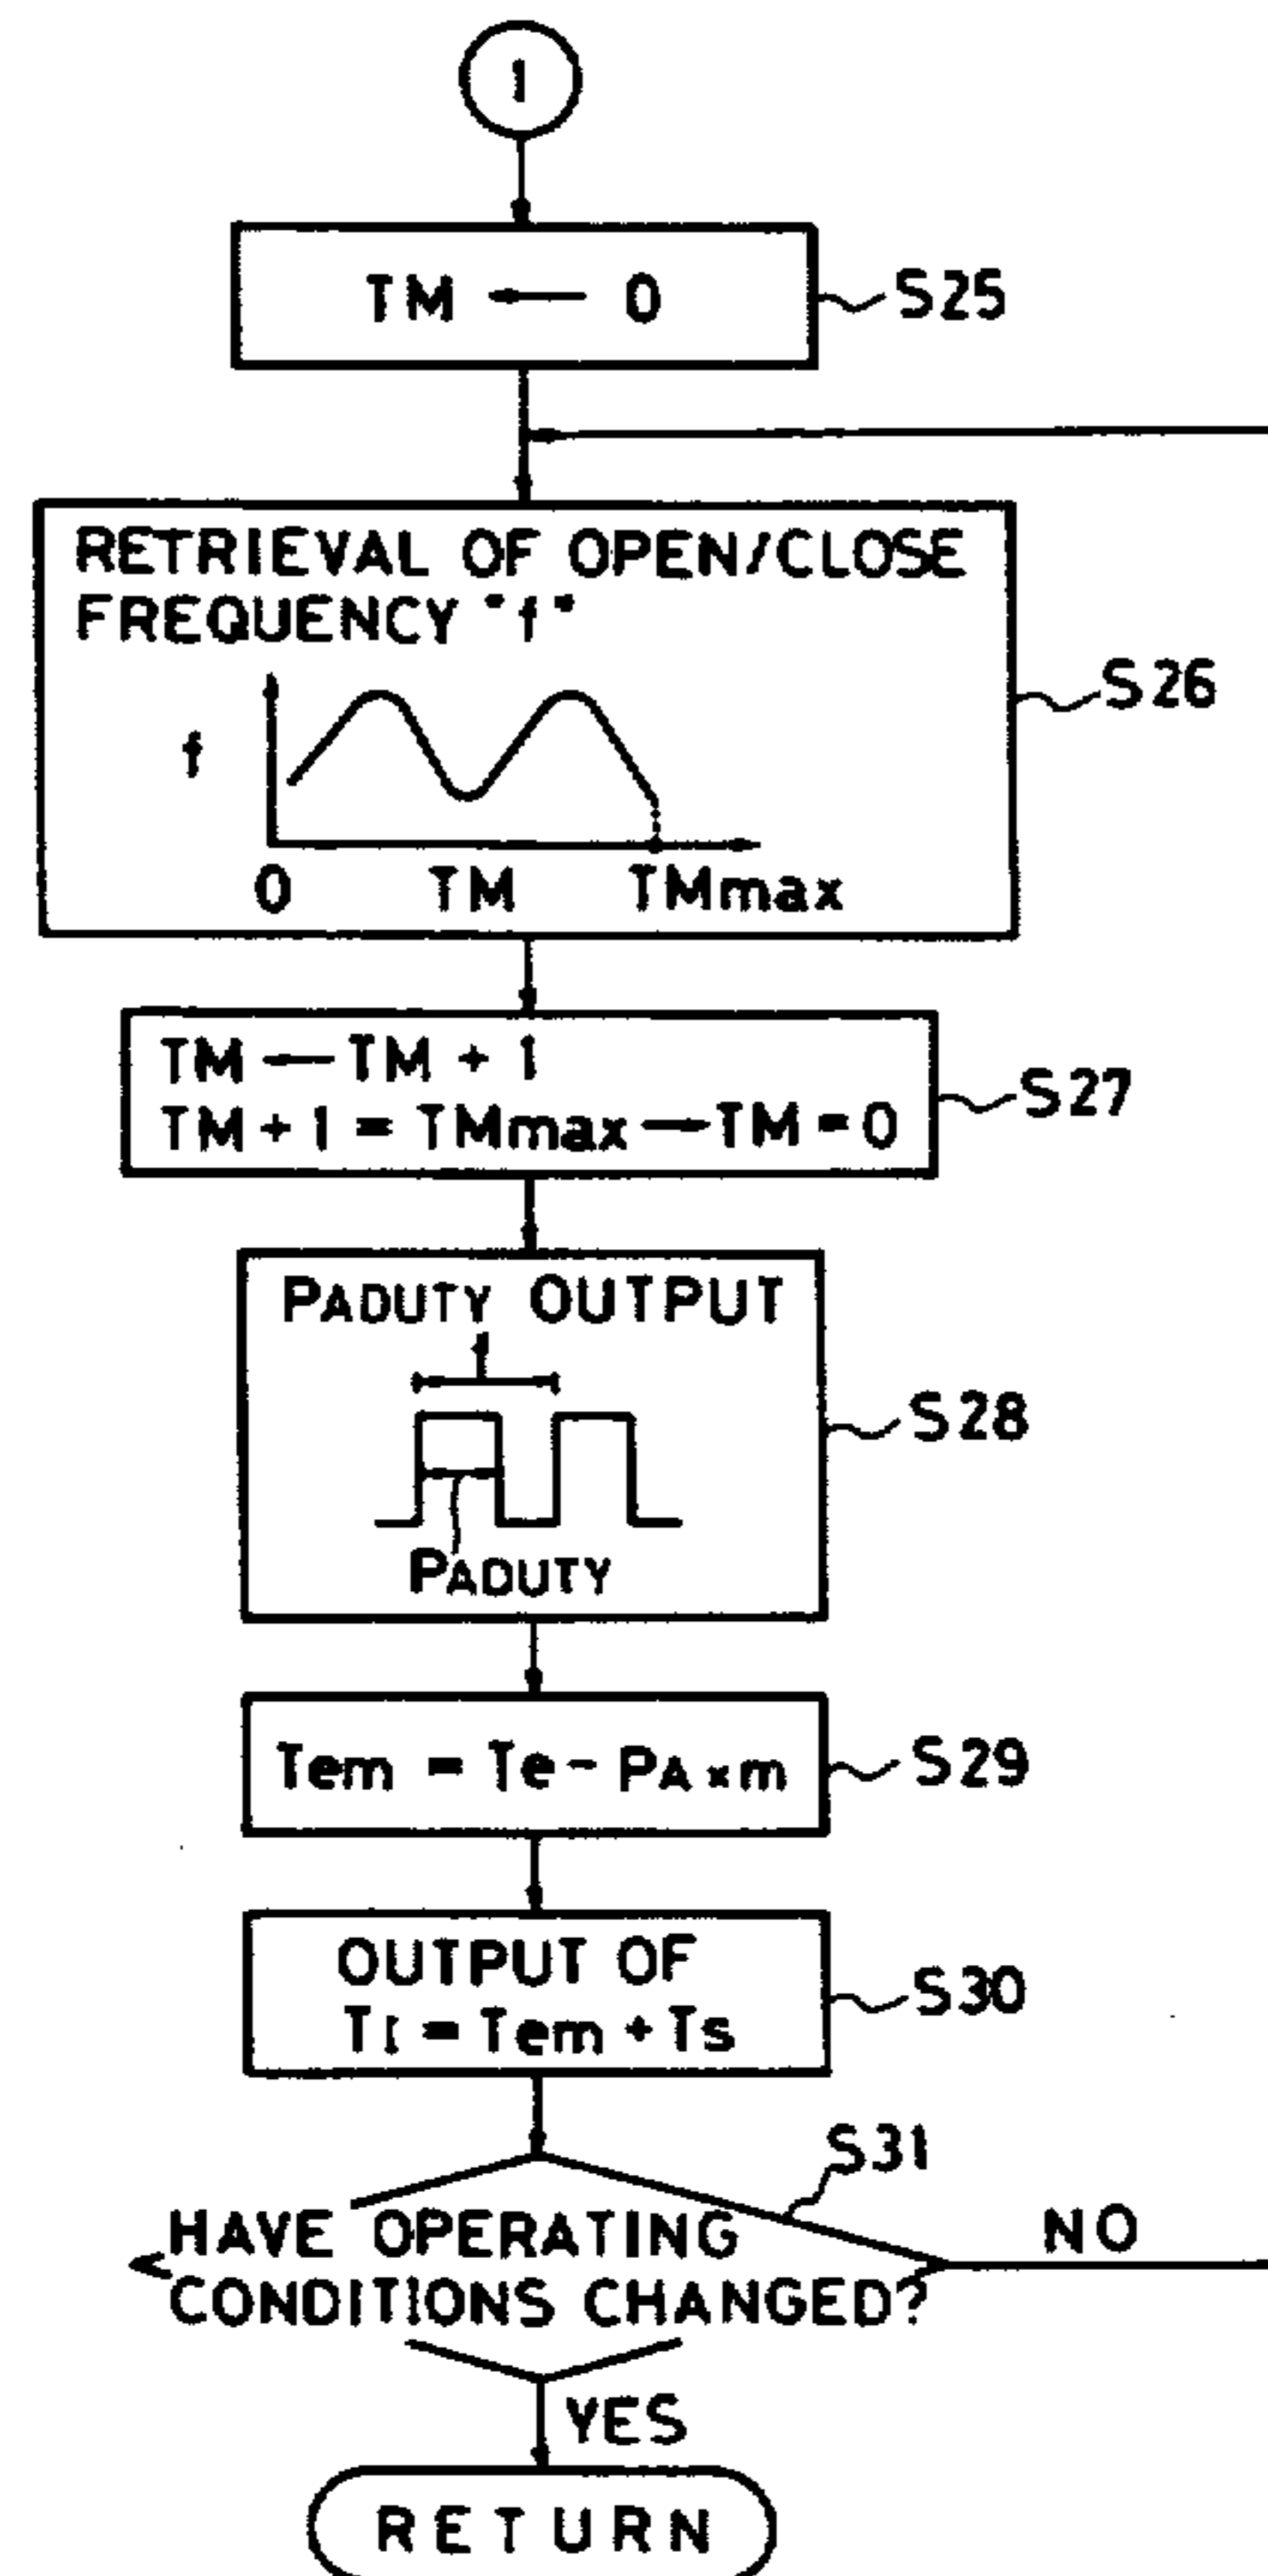 1
TM ← 0
S25
RETRIEVAL OF OPEN/CLOSE
FREQUENCY "f"
S26
f
0 TM TMmax
TM ← TM + 1
TM + 1 = TMmax → TM = 0
S27
PADUTY OUTPUT
S28
PADUTY
Tem = Te - PA × m
S29
OUTPUT OF
TI = Tem + Ts
S30
S31
HAVE OPERATING
CONDITIONS CHANGED?
NO
YES
RETURN